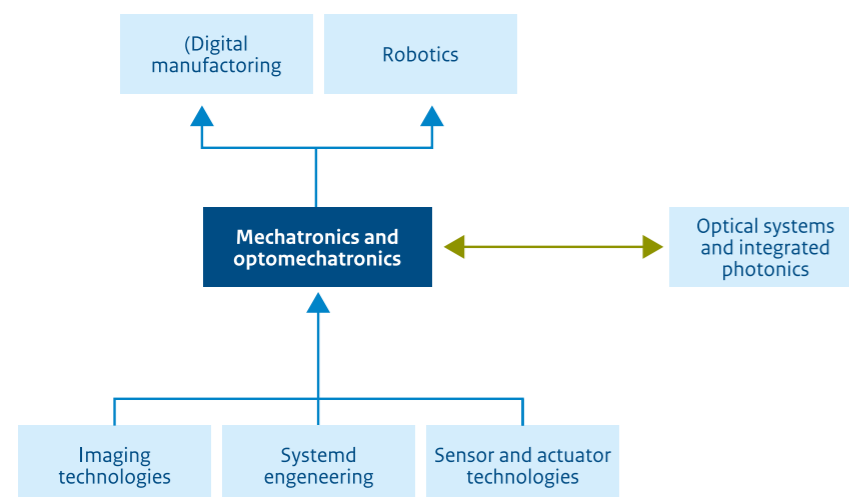 (Digital
manufactoring
Robotics
Mechatronics and
optomechatronics
Optical systems
and integrated
photonics
Imaging
technologies
Systemd
engeneering
Sensor and actuator
technologies